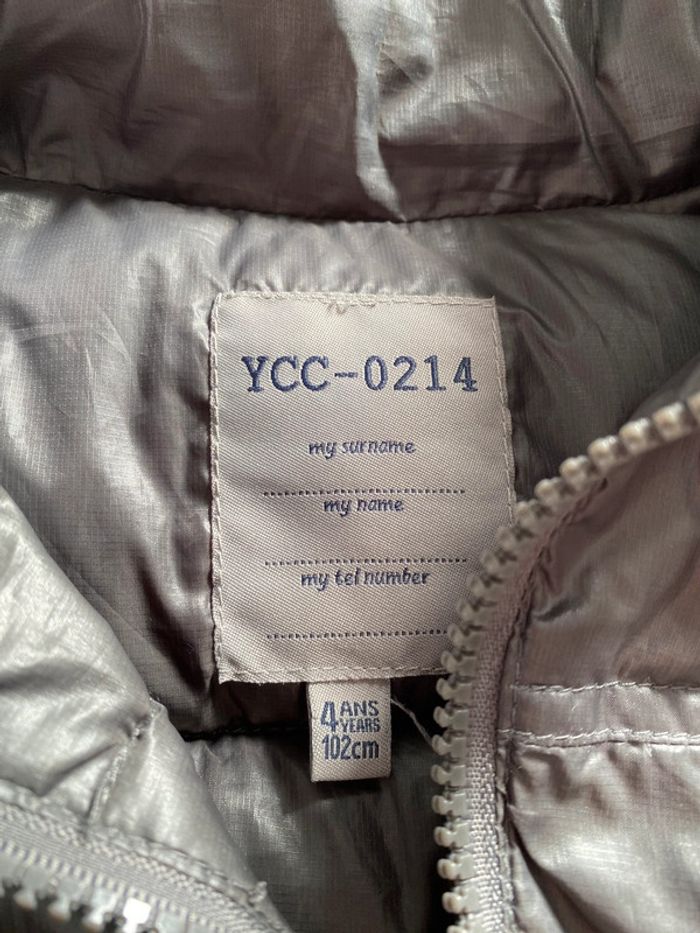 YCC-0214
my surname
my name
my tel number
4 ANS
YEARS
102cm